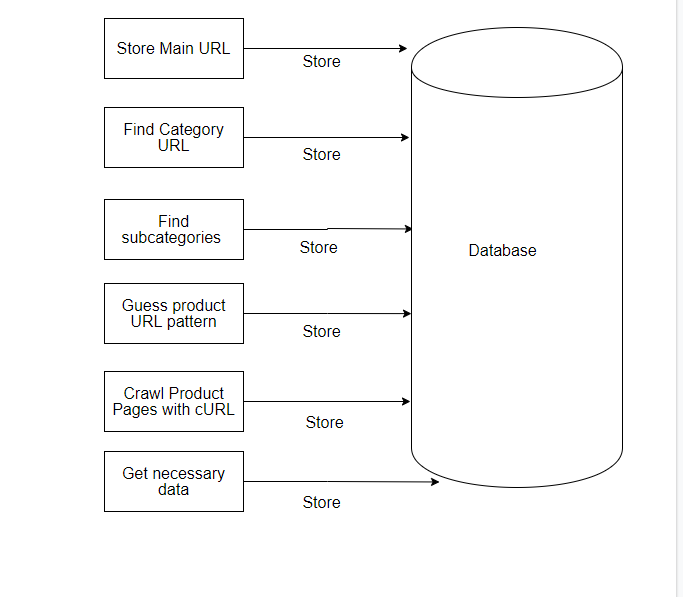 Store Main URL
Store
Find Category
URL
Store
Find
subcategories
Store
Database
Guess product
URL pattern
Store
Crawl Product
Pages with cURL
Store
Get necessary
data
Store